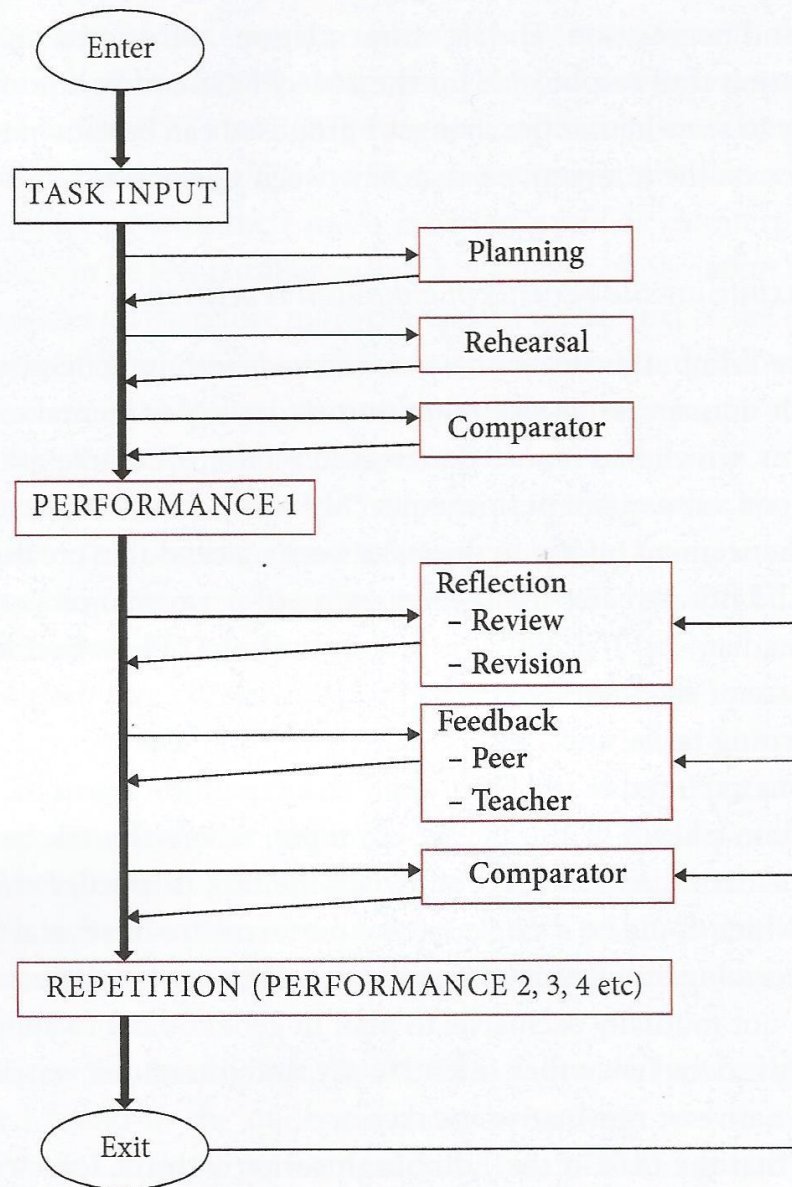 Enter
TASK INPUT
Planning
Rehearsal
Comparator
PERFORMANCE 1
Reflection
– Review
– Revision
Feedback
– Peer
– Teacher
Comparator
REPETITION (PERFORMANCE 2, 3, 4 etc)
Exit